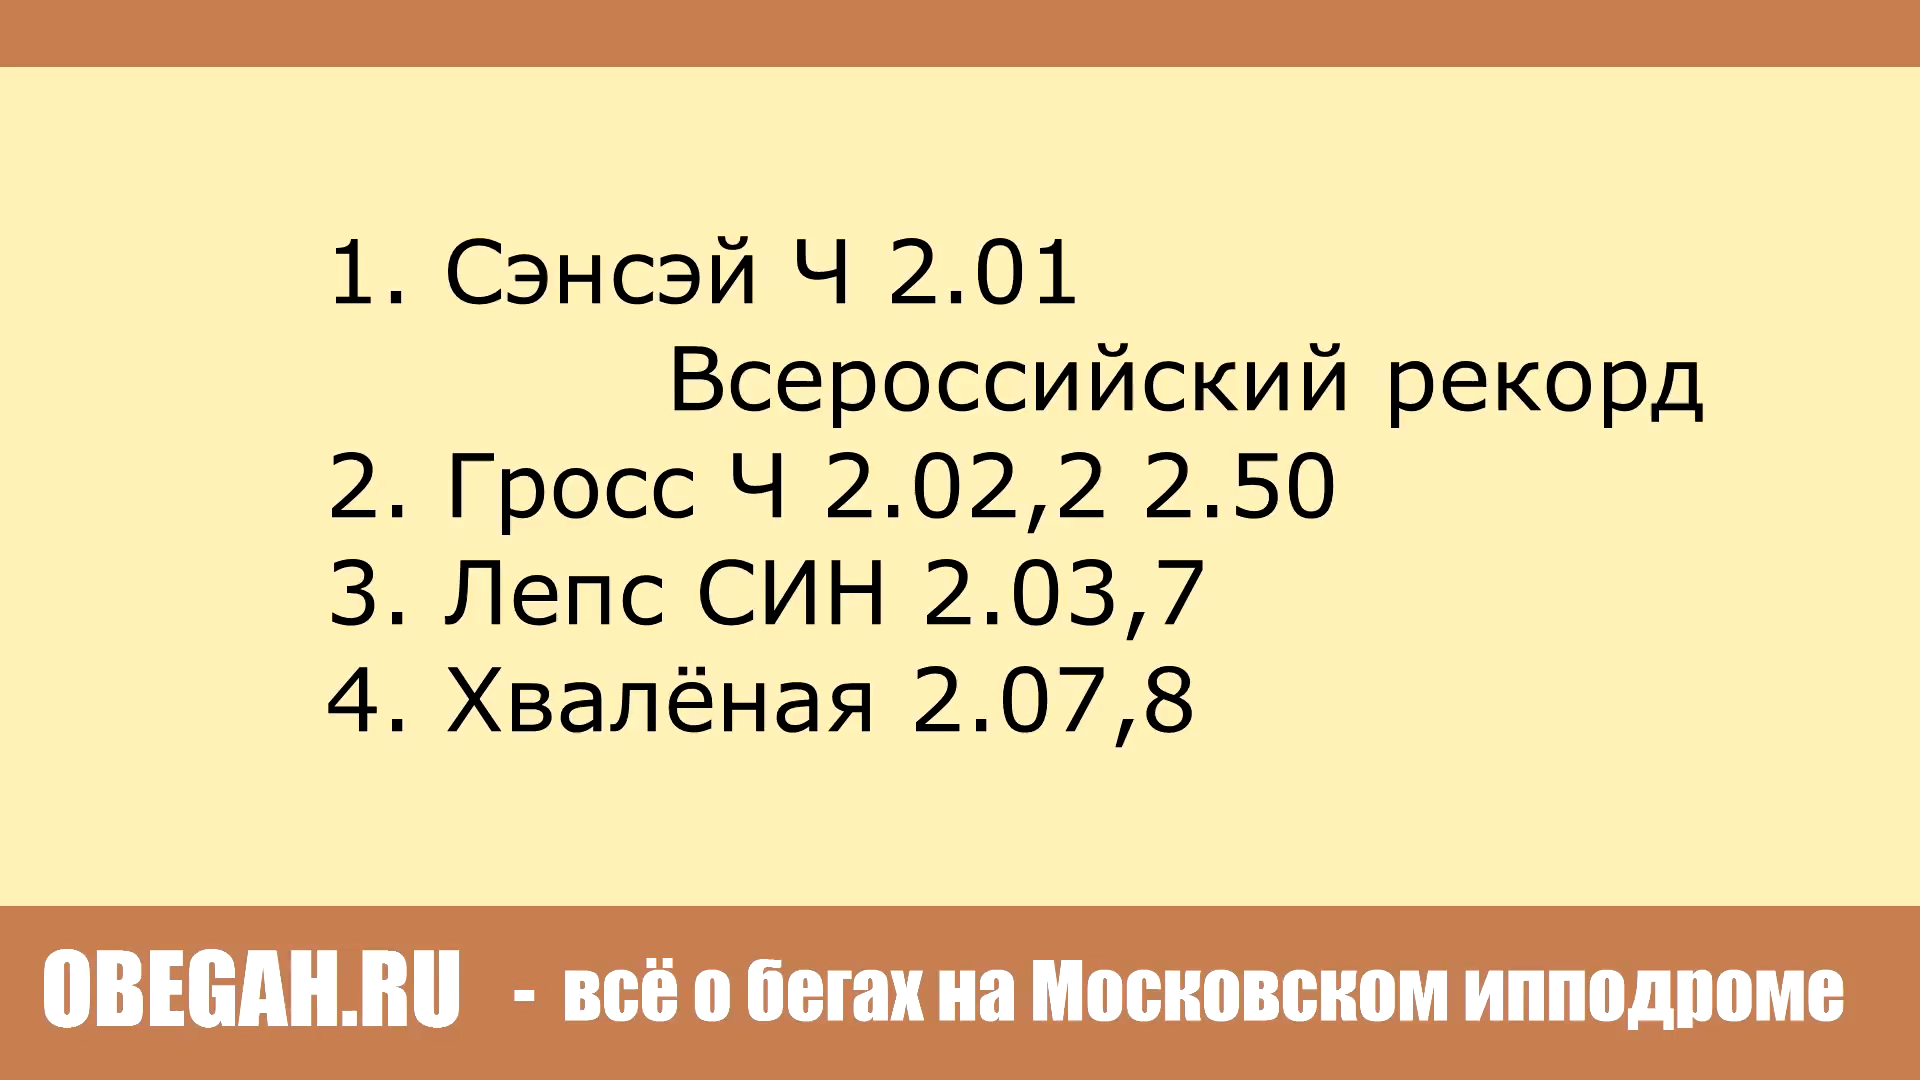 1. Сэнсэй Ч 2.01
Всероссийский рекорд
2. Гросс Ч 2.02,2 2.50
3. Лепс СИН 2.03,7
4. Хвалёная 2.07,8
OBEGAH.RU - всё о бегах на Московском ипподроме